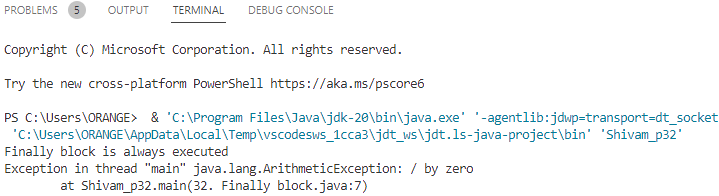 PROBLEMS 5 OUTPUT TERMINAL DEBUG CONSOLE
Copyright (C) Microsoft Corporation. All rights reserved.
Try the new cross-platform PowerShell https://aka.ms/pscore6
PS C:\Users\ORANGE>  & 'C:\Program Files\Java\jdk-20\bin\java.exe' '-agentlib:jdwp=transport=dt_socket
 'C:\Users\ORANGE\AppData\Local\Temp\vscodesws_1cca3\jdt_ws\jdt.ls-java-project\bin' 'Shivam_p32'
Finally block is always executed
Exception in thread "main" java.lang.ArithmeticException: / by zero
        at Shivam_p32.main(32. Finally block.java:7)